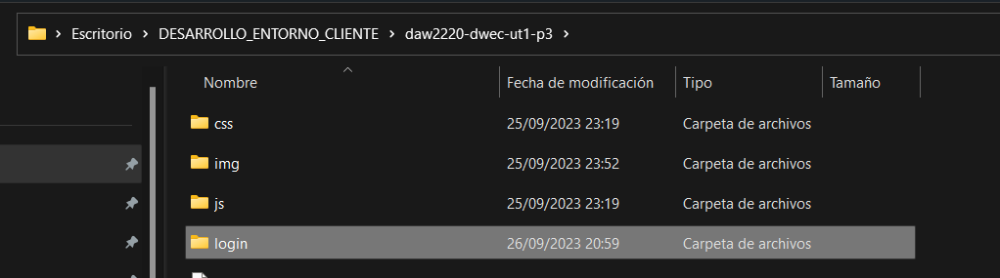 Escritorio > DESARROLLO_ENTORNO_CLIENTE > daw2220-dwec-ut1-p3 >
Nombre Fecha de modificación Tipo Tamaño
css 25/09/2023 23:19 Carpeta de archivos
img 25/09/2023 23:52 Carpeta de archivos
js 25/09/2023 23:19 Carpeta de archivos
login 26/09/2023 20:59 Carpeta de archivos